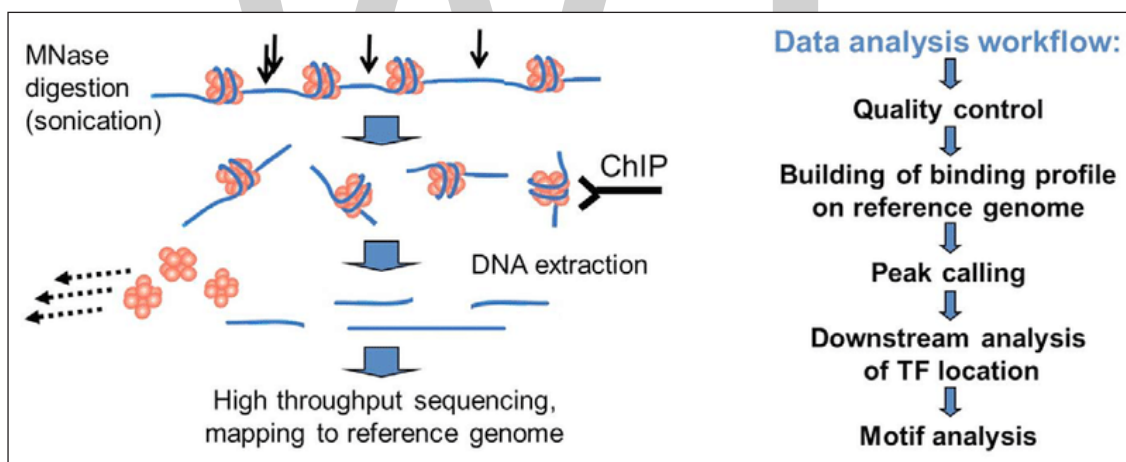 MNase
digestion
(sonication)
ChIP
DNA extraction
High throughput sequencing,
mapping to reference genome
Data analysis workflow:
Quality control
Building of binding profile
on reference genome
Peak calling
Downstream analysis
of TF location
Motif analysis